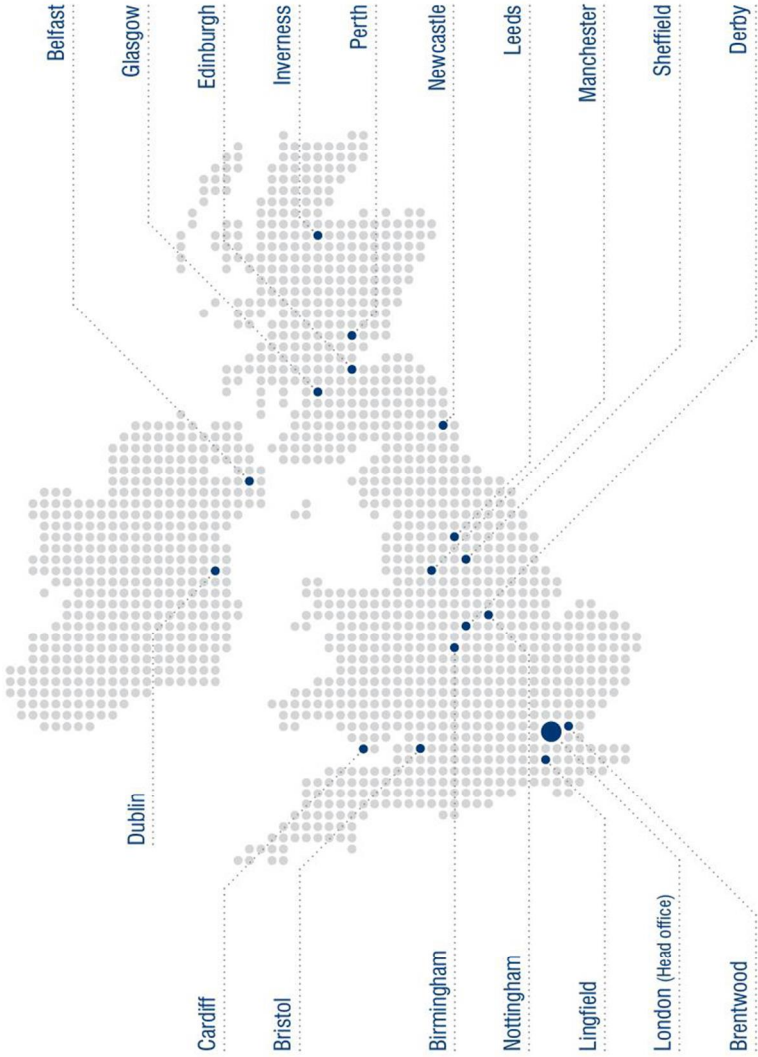 Belfast
Glasgow
Edinburgh
Inverness
Perth
Newcastle
Leeds
Manchester
Sheffield
Derby
Dublin
Cardiff
Bristol
Birmingham
Nottingham
Lingfield
London (Head office)
Brentwood